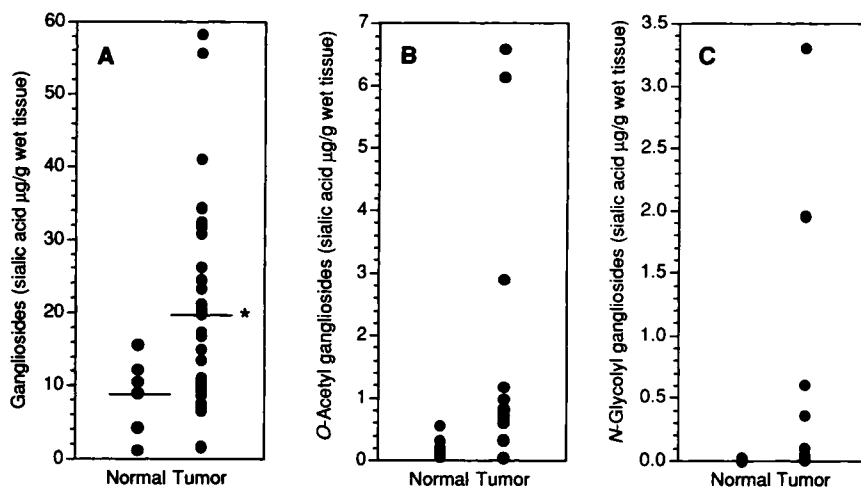 Gangliosides (sialic acid μg/g wet tissue)
A
60
50
40
30
20
10
0
*
Normal Tumor
O-Acetyl gangliosides (sialic acid μg/g wet tissue)
B
7
6
5
4
3
2
1
0
Normal Tumor
N-Glycolyl gangliosides (sialic acid μg/g wet tissue)
C
3.5
3.0
2.5
2.0
1.5
1.0
0.5
0.0
Normal Tumor